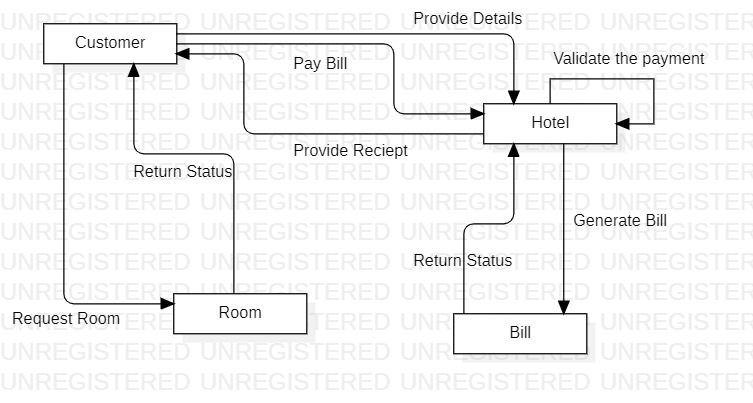 UNREGISTERED UNREGISTERED UNREGISTERED UNREGISTERED
Provide Details
Customer
Pay Bill
Validate the payment
Hotel
Provide Reciept
Return Status
Generate Bill
Return Status
Request Room
Room
Bill